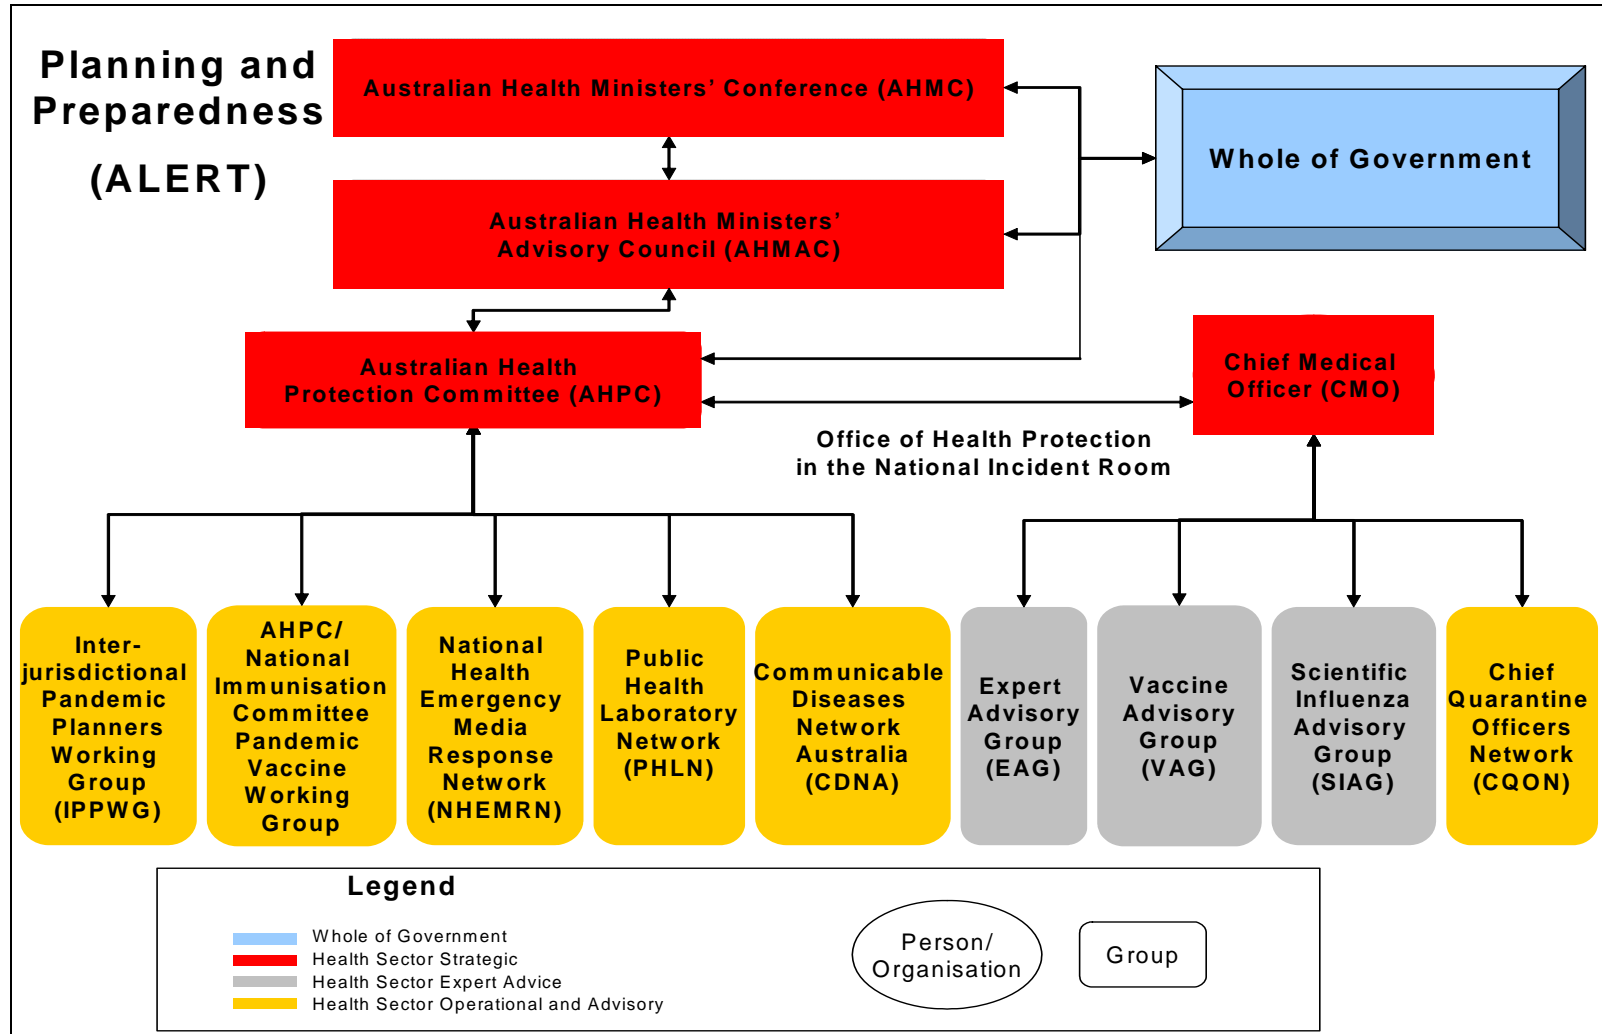 Planning and
Preparedness
(ALERT)
Australian Health Ministers’ Conference (AHMC)
Whole of Government
Australian Health Ministers’
Advisory Council (AHMAC)
Australian Health
Protection Committee (AHPC)
Chief Medical
Officer (CMO)
Office of Health Protection
in the National Incident Room
Inter-
jurisdictional
Pandemic
Planners
Working
Group
(IPPWG)
AHPC/
National
Immunisation
Committee
Pandemic
Vaccine
Working
Group
National
Health
Emergency
Media
Response
Network
(NHEMRN)
Public
Health
Laboratory
Network
(PHLN)
Communicable
Diseases
Network
Australia
(CDNA)
Expert
Advisory
Group
(EAG)
Vaccine
Advisory
Group
(VAG)
Scientific
Influenza
Advisory
Group
(SIAG)
Chief
Quarantine
Officers
Network
(CQON)
Legend
Whole of Government
Health Sector Strategic
Health Sector Expert Advice
Health Sector Operational and Advisory
Person/
Organisation
Group